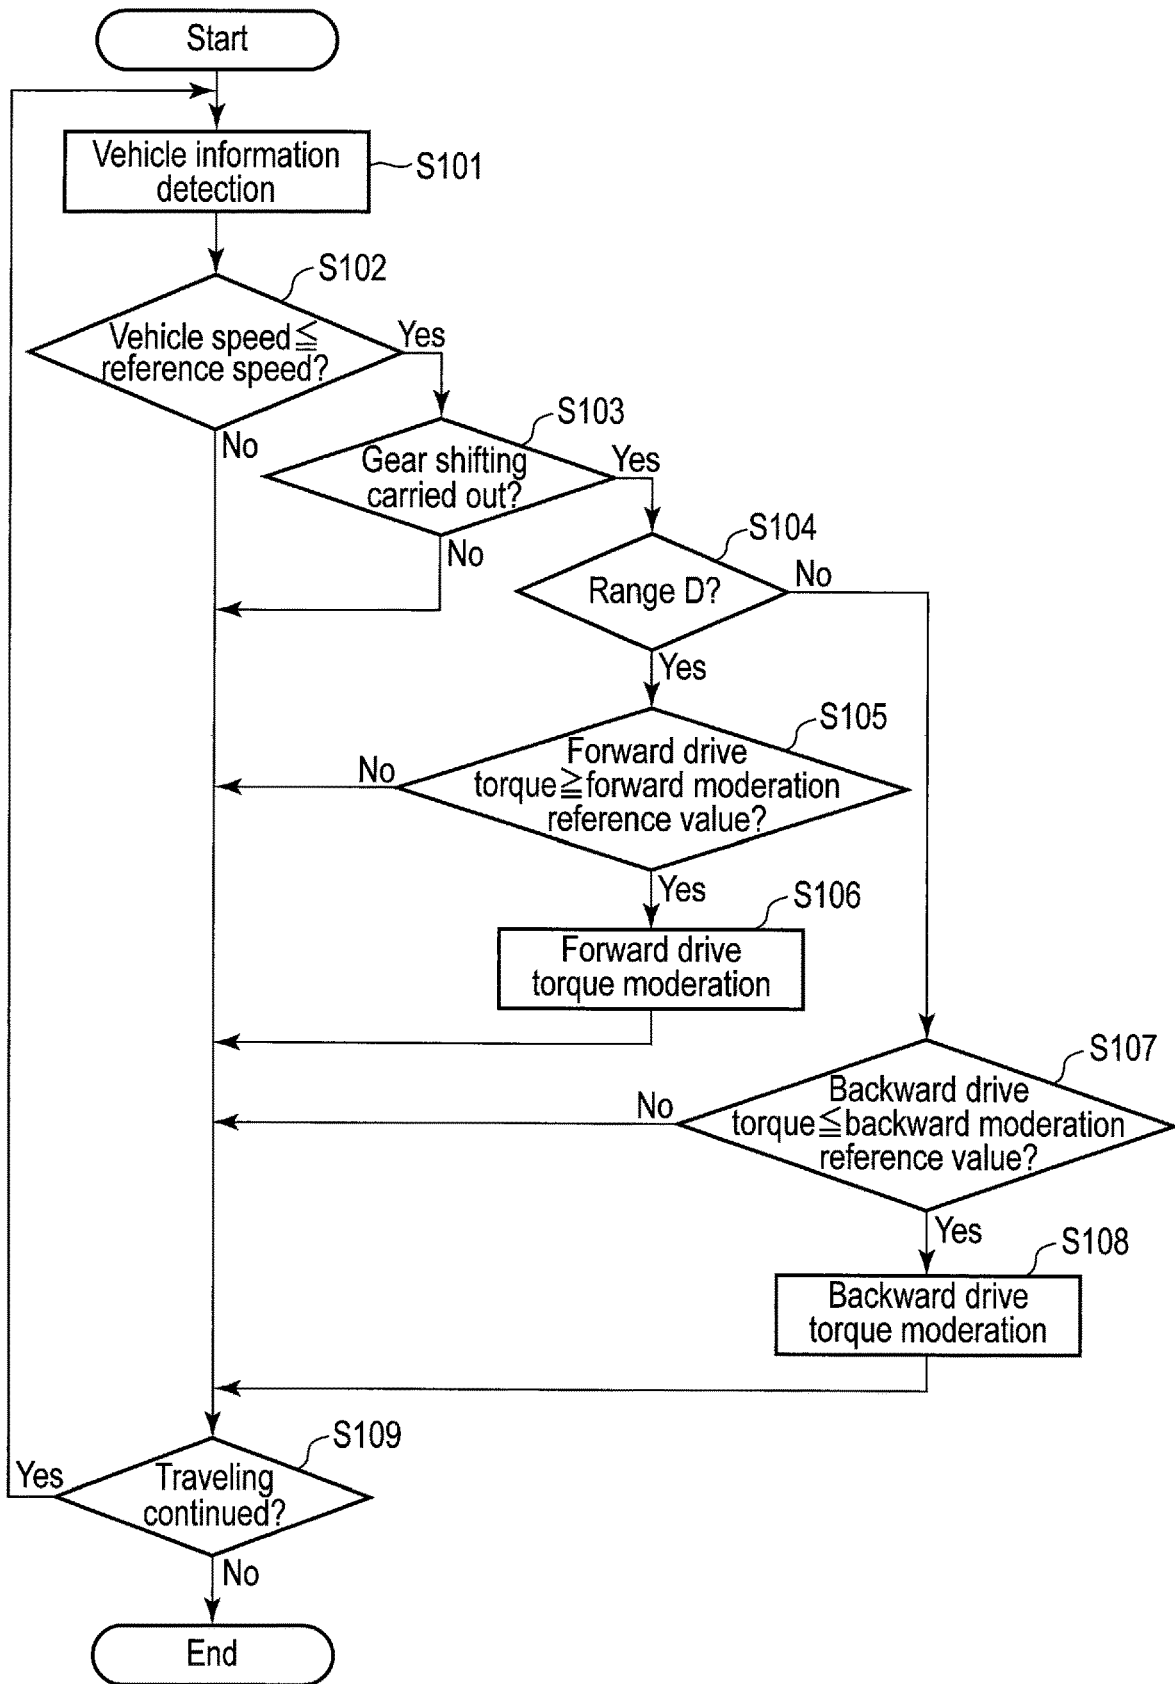 Start
Vehicle information
detection
S101
S102
Vehicle speed≦
reference speed?
Yes
No
S103
Gear shifting
carried out?
Yes
No
S104
Range D?
No
Yes
S105
Forward drive
torque≧forward moderation
reference value?
No
Yes
S106
Forward drive
torque moderation
S107
Backward drive
torque≦backward moderation
reference value?
No
Yes
S108
Backward drive
torque moderation
S109
Traveling
continued?
Yes
No
End